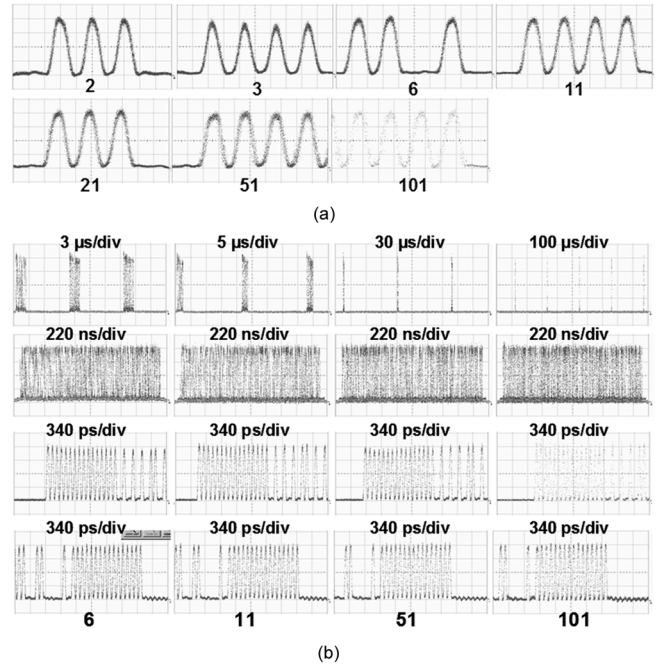 2 3 6 11
21 51 101
(a)
3 µs/div 5 µs/div 30 µs/div 100 µs/div
220 ns/div 220 ns/div 220 ns/div 220 ns/div
340 ps/div 340 ps/div 340 ps/div 340 ps/div
340 ps/div 340 ps/div 340 ps/div 340 ps/div
6 11 51 101
(b)